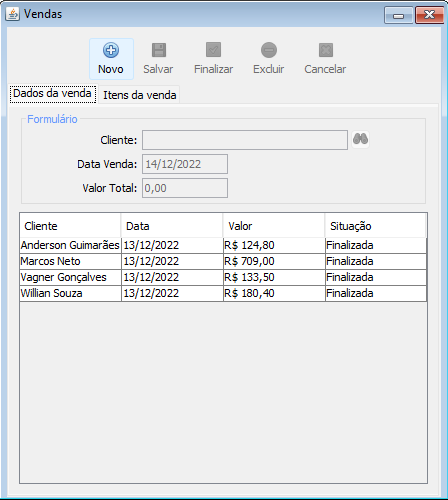 Vendas
Novo Salvar Finalizar Excluir Cancelar
Dados da venda Itens da venda
Formulário
Cliente:
Data Venda: 14/12/2022
Valor Total: 0,00
Cliente Data Valor Situação
Anderson Guimarães 13/12/2022 R$ 124,80 Finalizada
Marcos Neto 13/12/2022 R$ 709,00 Finalizada
Vagner Gonçalves 13/12/2022 R$ 133,50 Finalizada
Willian Souza 13/12/2022 R$ 180,40 Finalizada